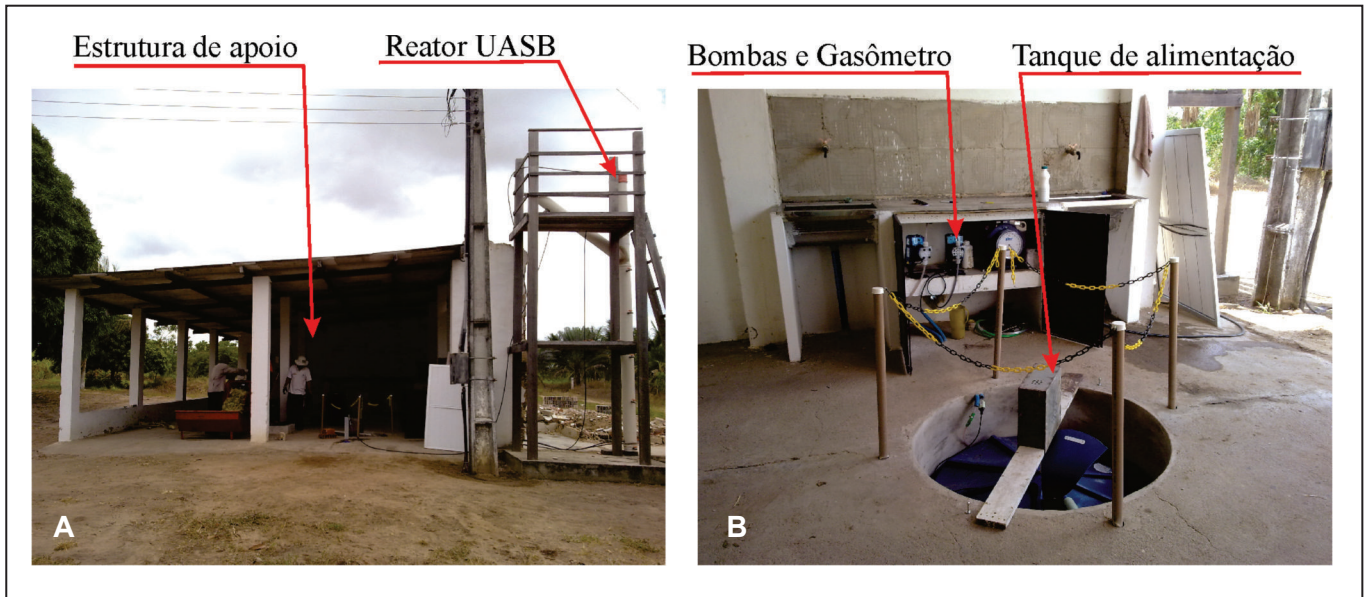 Estrutura de apoio
Reator UASB
Bombas e Gasômetro
Tanque de alimentação
A
B